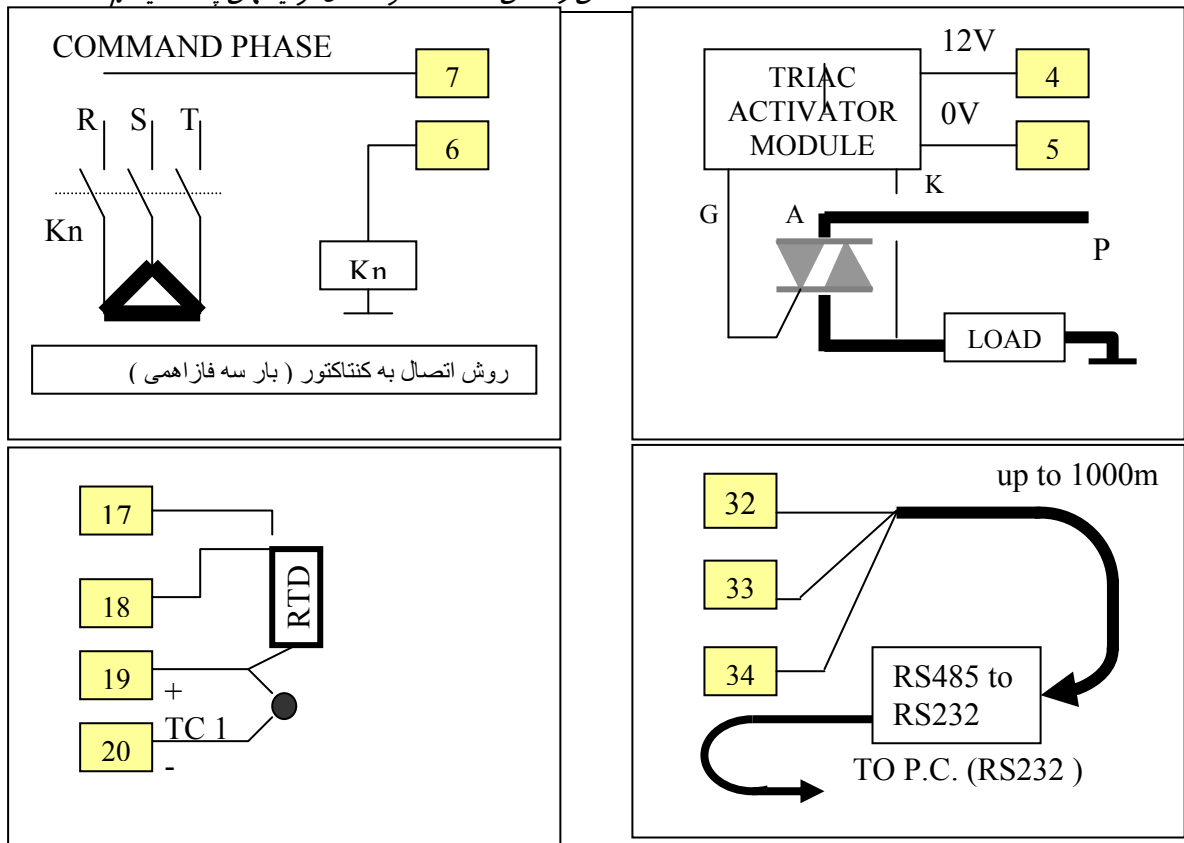 COMMAND PHASE
7
R S T
6
Kn
Kn
روش اتصال به کنتاکتور ( بار سه فازاهمی )
TRIAC
ACTIVATOR
MODULE
12V
4
0V
5
K
G
A
P
LOAD
17
18
RTD
19
+
TC 1
20
-
32
up to 1000m
33
34
RS485 to
RS232
TO P.C. (RS232 )